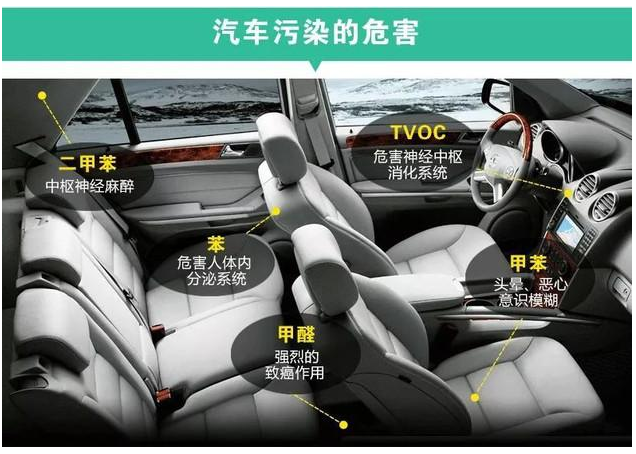 汽车污染的危害
二甲苯
中枢神经麻醉
TVOC
危害神经中枢
消化系统
苯
危害人体内
分泌系统
甲苯
头晕、恶心
意识模糊
甲醛
强烈的
致癌作用